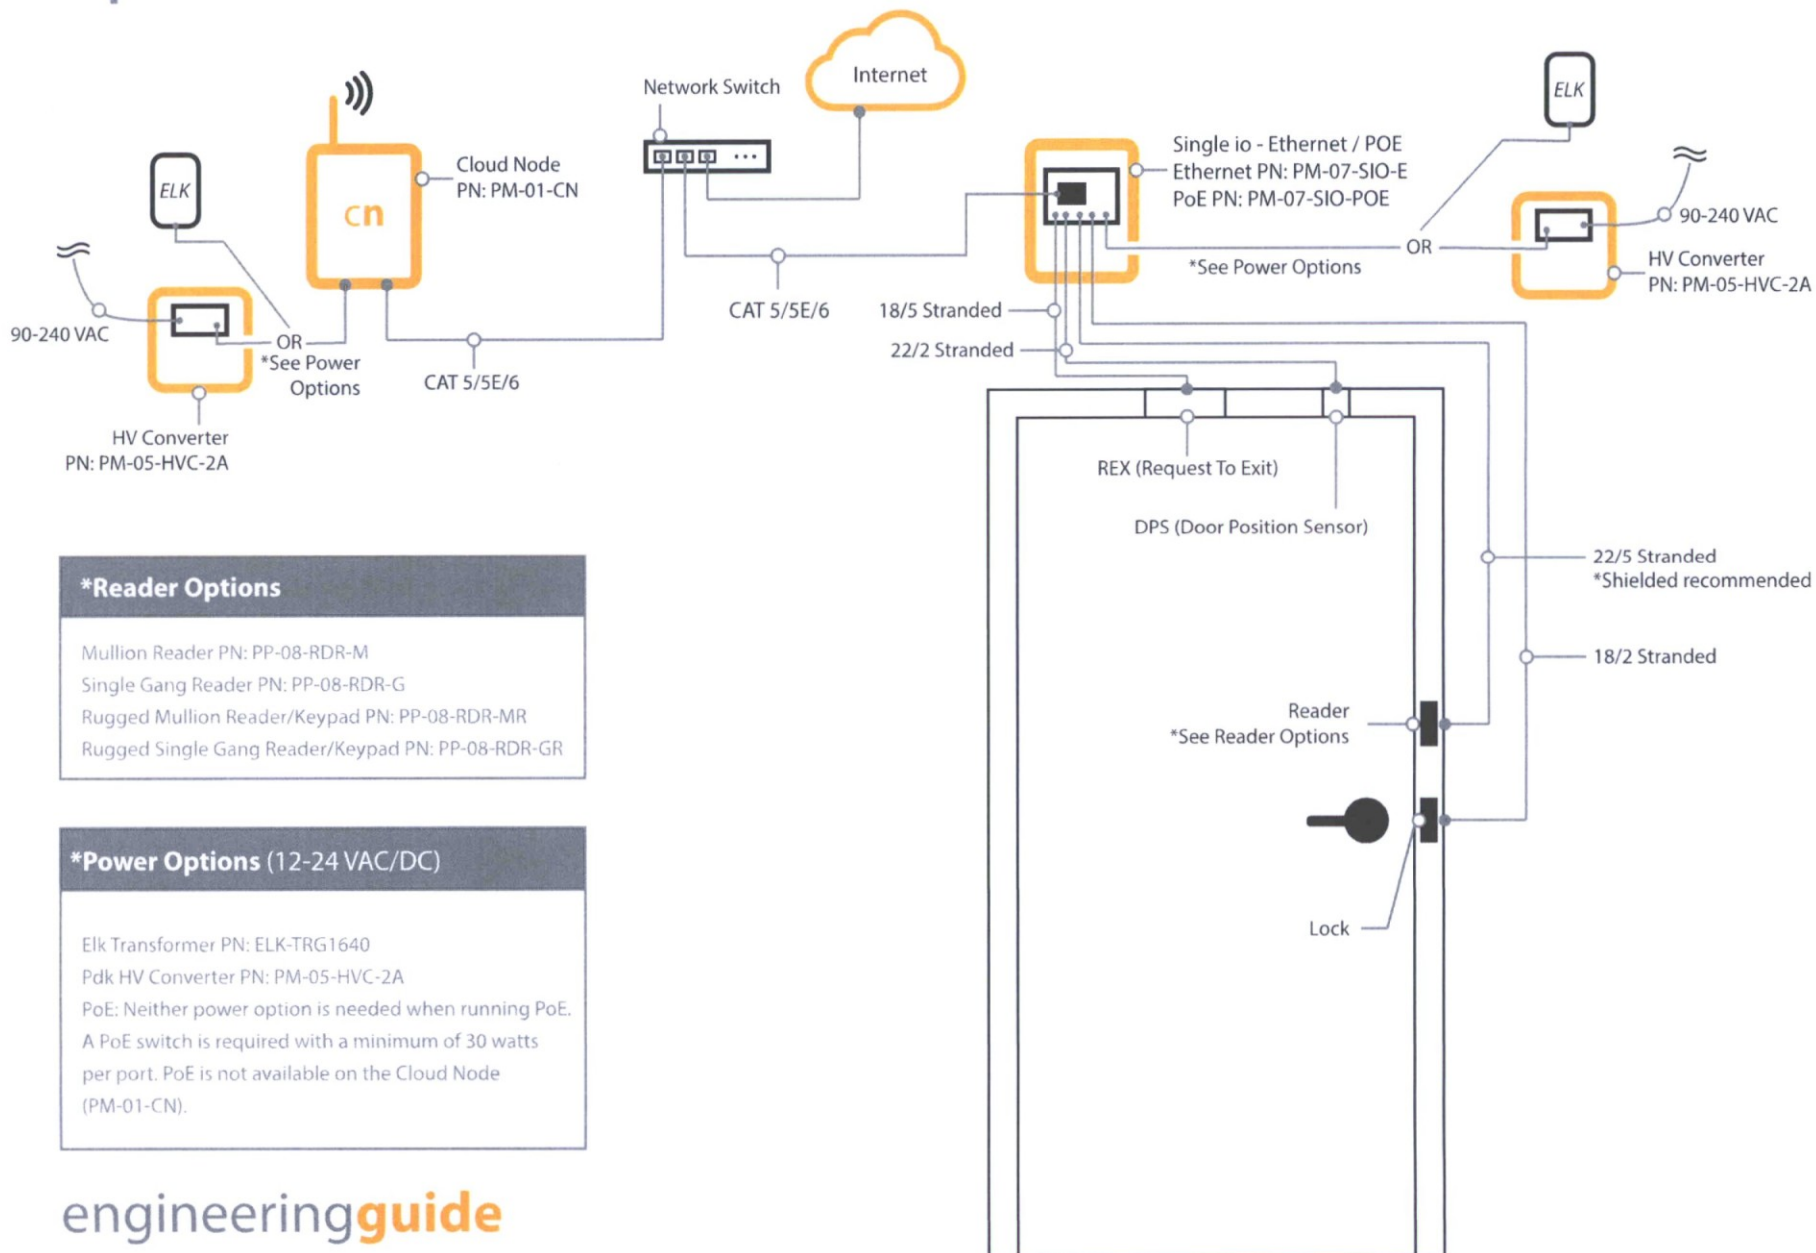 Internet
Network Switch
ELK
Single io - Ethernet / POE
Ethernet PN: PM-07-SIO-E
PoE PN: PM-07-SIO-POE
Cloud Node
PN: PM-01-CN
ELK
cn
90-240 VAC
OR
*See Power Options
HV Converter
PN: PM-05-HVC-2A
CAT 5/5E/6
18/5 Stranded
22/2 Stranded
90-240 VAC
OR
*See Power
Options
CAT 5/5E/6
HV Converter
PN: PM-05-HVC-2A
REX (Request To Exit)
DPS (Door Position Sensor)
22/5 Stranded
*Shielded recommended
18/2 Stranded
Reader
*See Reader Options
Lock
*Reader Options
Mullion Reader PN: PP-08-RDR-M
Single Gang Reader PN: PP-08-RDR-G
Rugged Mullion Reader/Keypad PN: PP-08-RDR-MR
Rugged Single Gang Reader/Keypad PN: PP-08-RDR-GR
*Power Options (12-24 VAC/DC)
Elk Transformer PN: ELK-TRG1640
Pdk HV Converter PN: PM-05-HVC-2A
PoE: Neither power option is needed when running PoE.
A PoE switch is required with a minimum of 30 watts
per port. PoE is not available on the Cloud Node
(PM-01-CN).
engineeringguide